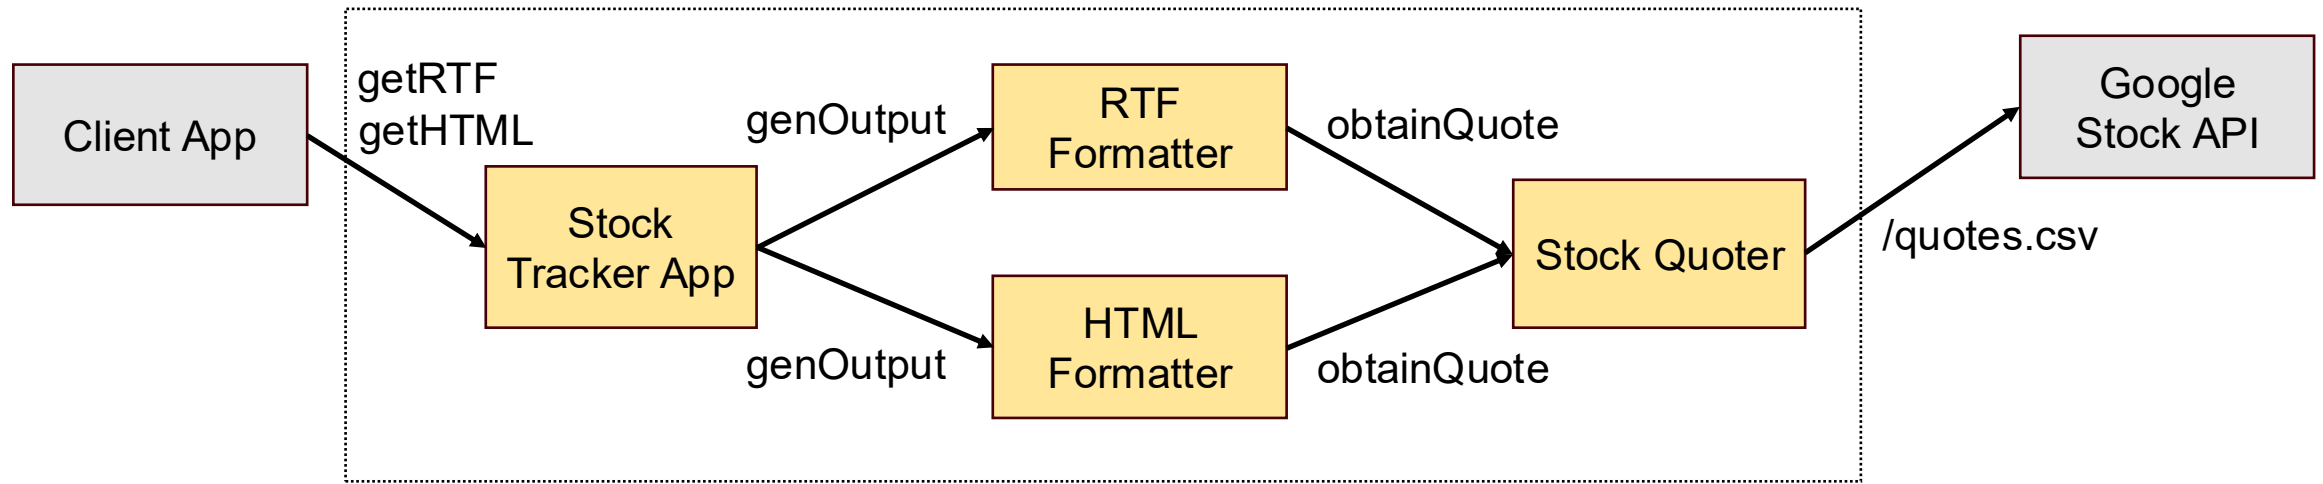 Client App
getRTF
getHTML
Stock
Tracker App
genOutput
genOutput
RTF
Formatter
HTML
Formatter
obtainQuote
obtainQuote
Stock Quoter
/quotes.csv
Google
Stock API